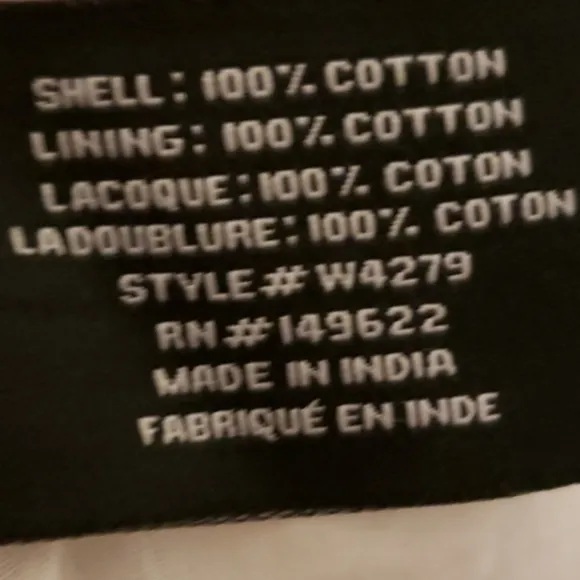 SHELL: 100% COTTON
LINING: 100% COTTON
LACOQUE: 100% COTON
LADOUBLURE: 100% COTON
STYLE# W4279
RN# 149622
MADE IN INDIA
FABRIQUÉ EN INDE